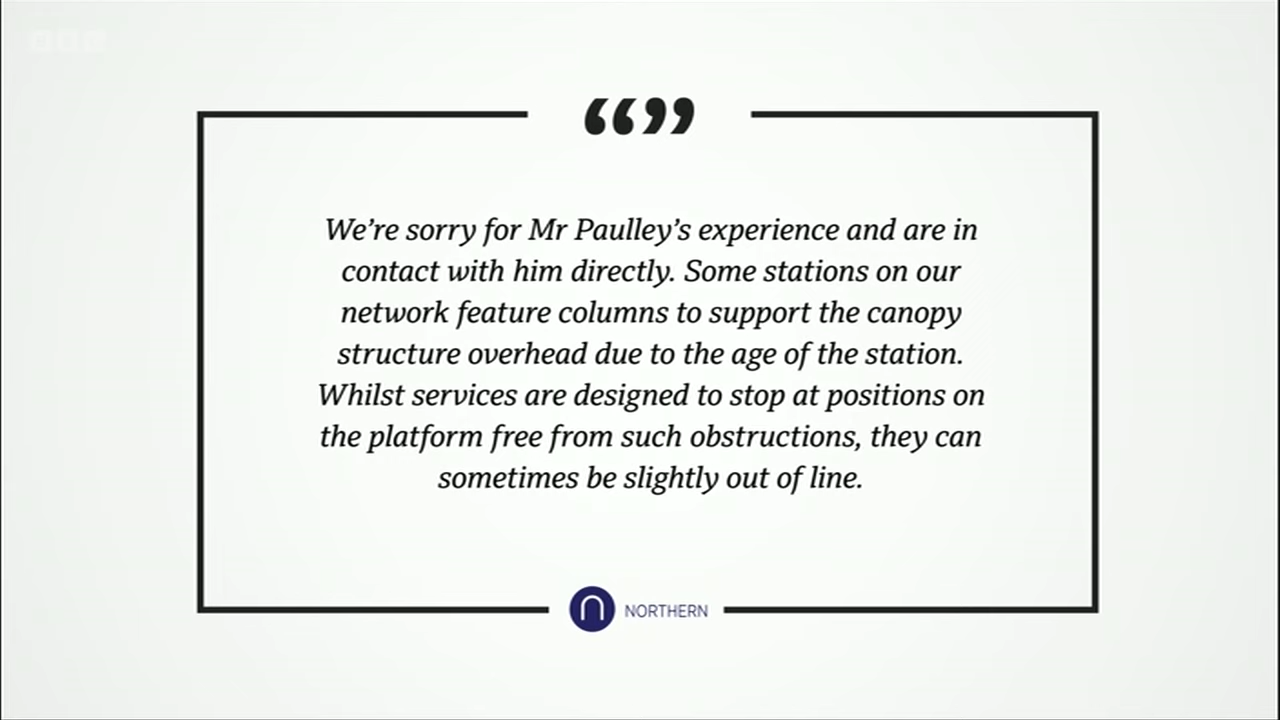 BBC
“”
We’re sorry for Mr Paulley’s experience and are in
contact with him directly. Some stations on our
network feature columns to support the canopy
structure overhead due to the age of the station.
Whilst services are designed to stop at positions on
the platform free from such obstructions, they can
sometimes be slightly out of line.
n NORTHERN